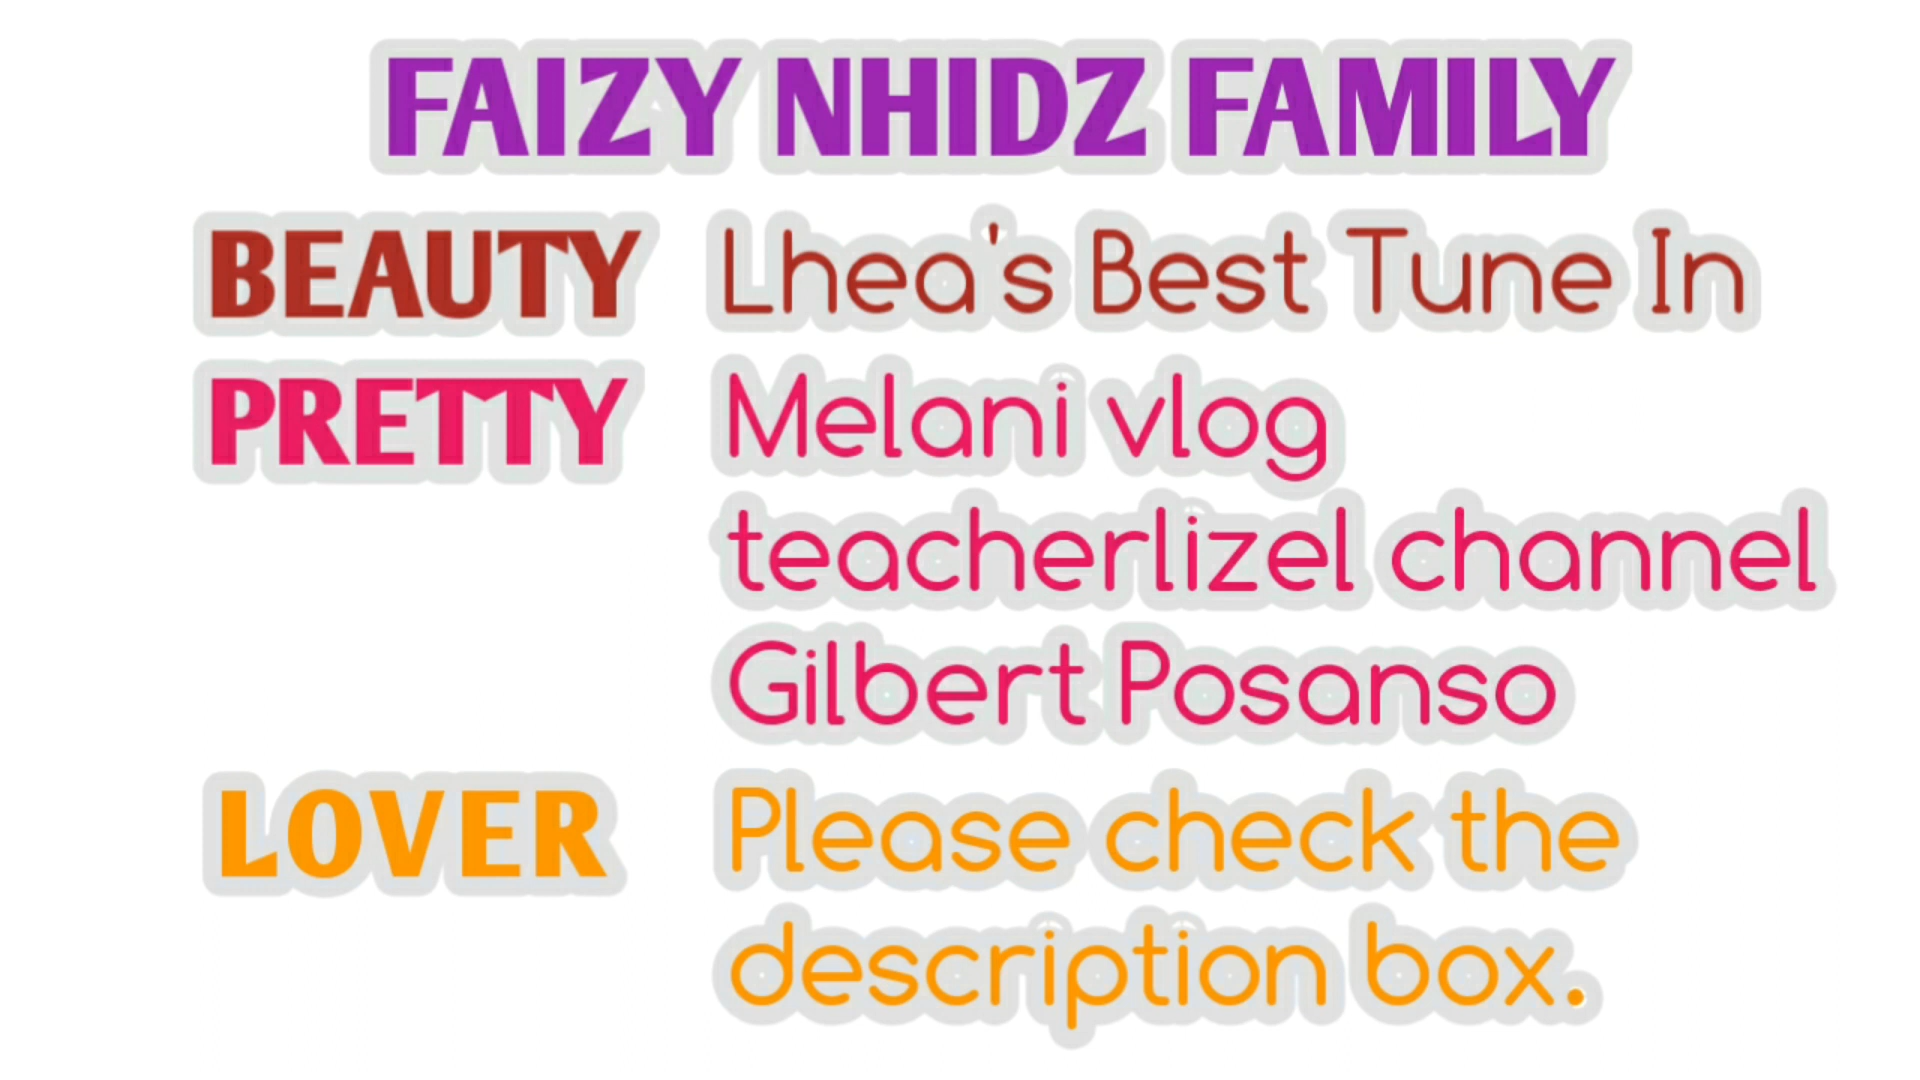 FAIZY NHIDZ FAMILY
BEAUTY Lhea's Best Tune In
PRETTY Melani vlog
teacherlizel channel
Gilbert Posanso
LOVER Please check the
description box.